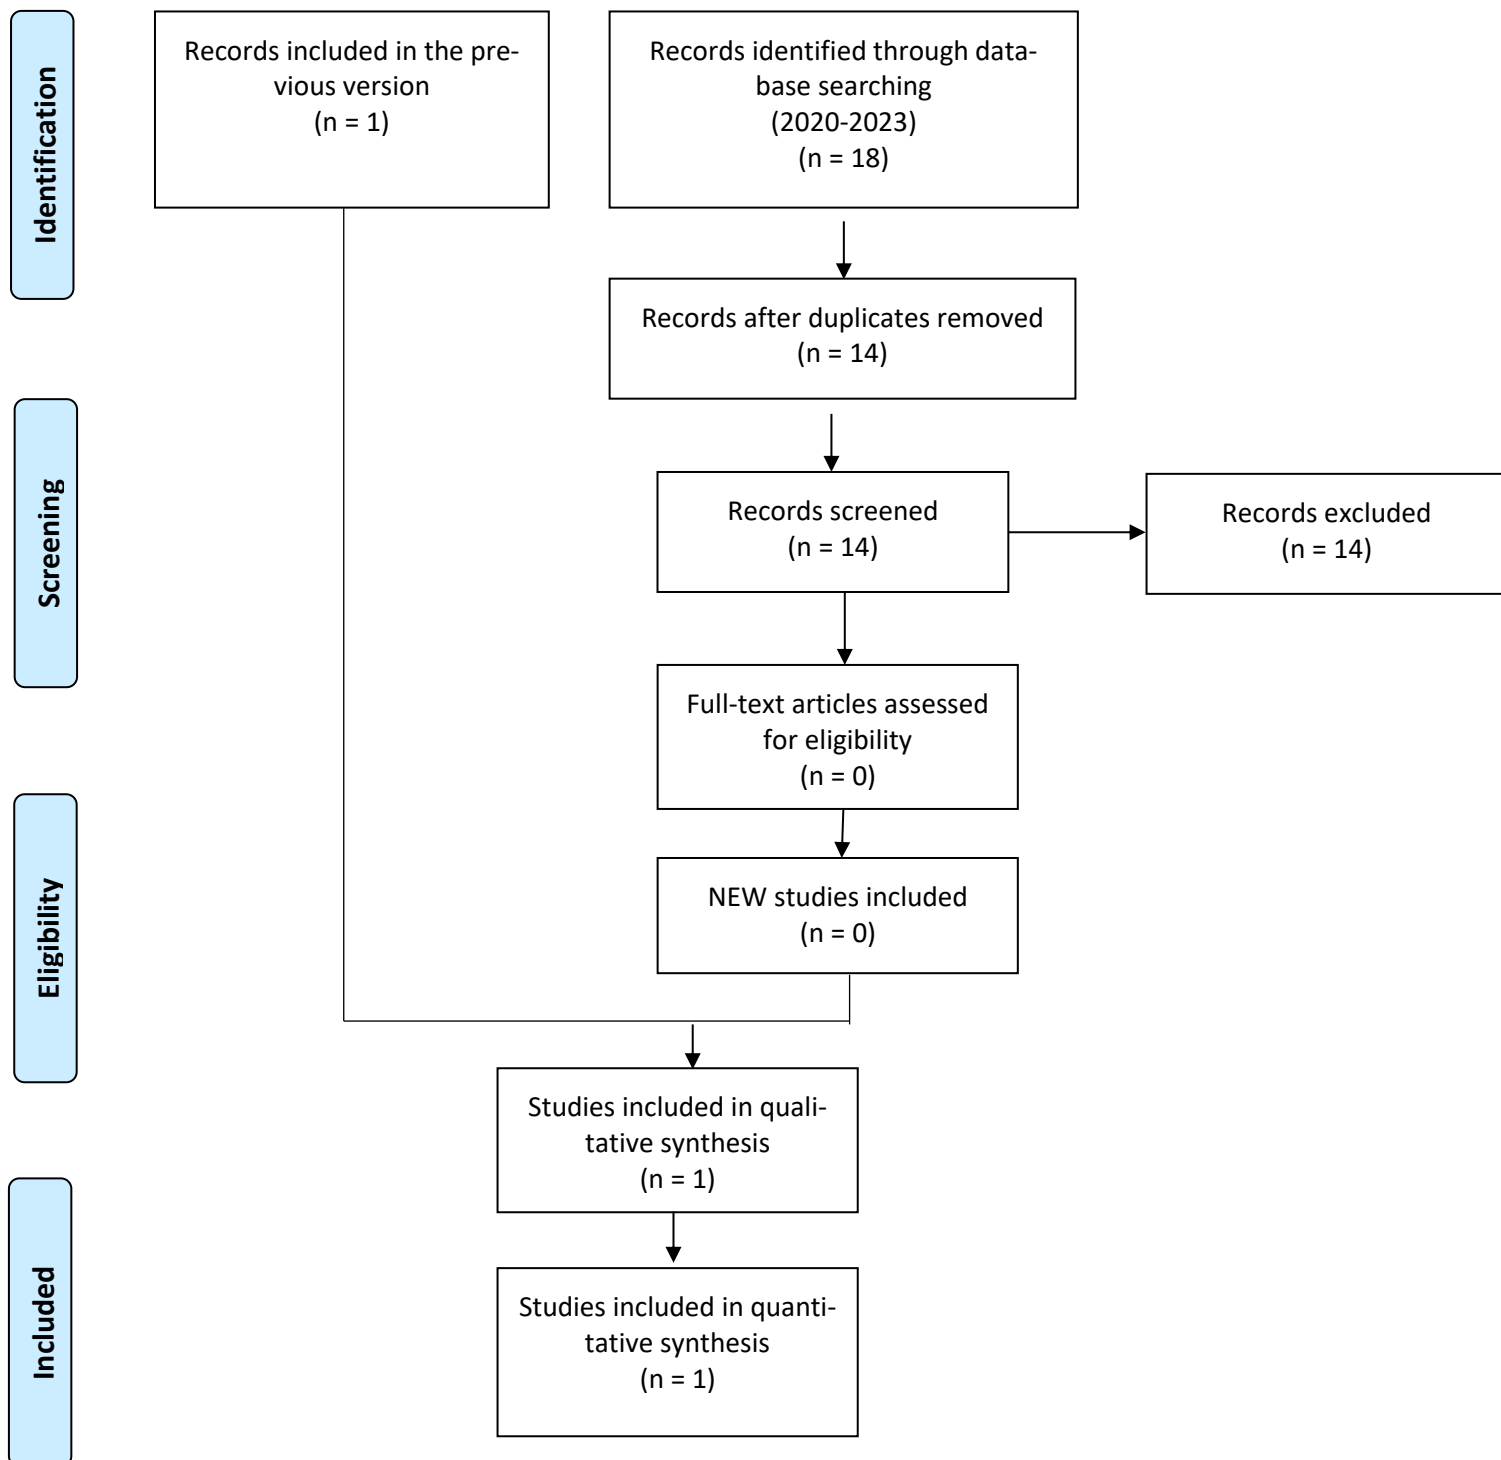 Identification
Records included in the pre-
vious version
(n = 1)
Records identified through data-
base searching
(2020-2023)
(n = 18)
Records after duplicates removed
(n = 14)
Screening
Records screened
(n = 14)
Records excluded
(n = 14)
Full-text articles assessed
for eligibility
(n = 0)
Eligibility
NEW studies included
(n = 0)
Studies included in quali-
tative synthesis
(n = 1)
Included
Studies included in quanti-
tative synthesis
(n = 1)